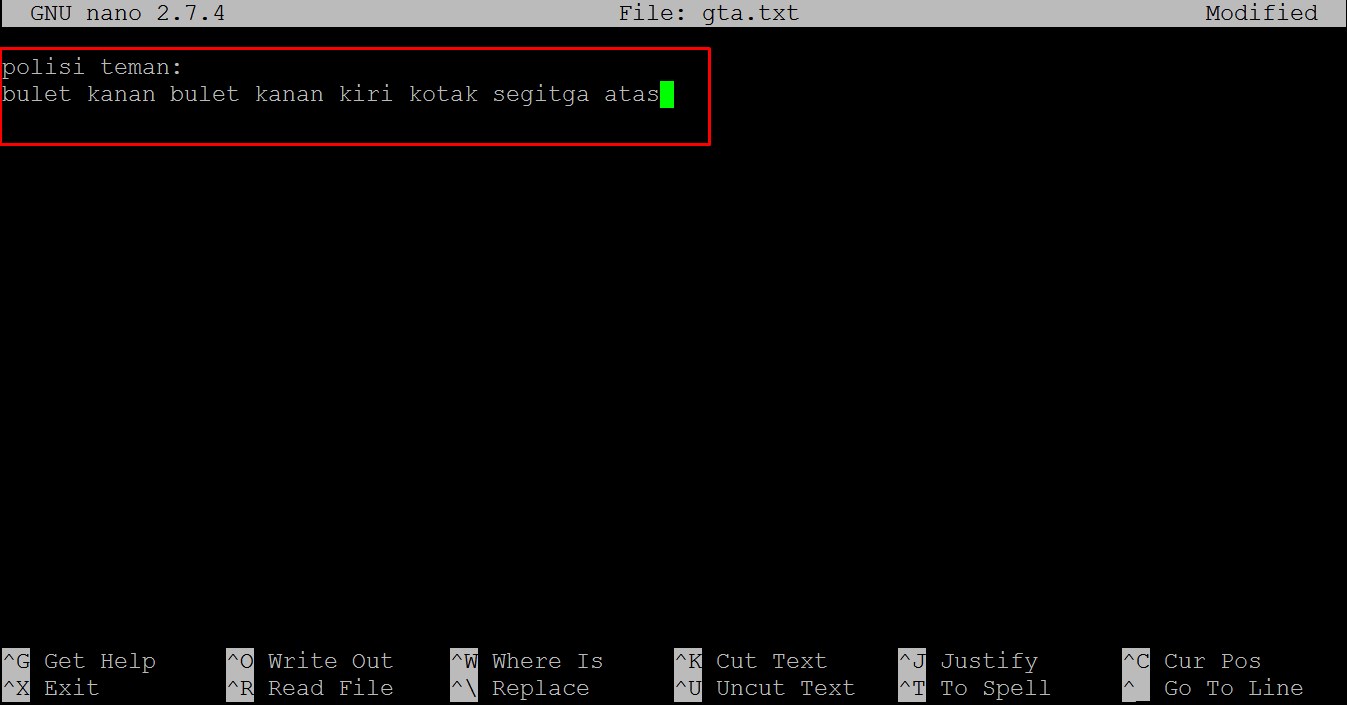 GNU nano 2.7.4 File: gta.txt Modified
polisi teman:
bulet kanan bulet kanan kiri kotak segitga atas
^G Get Help ^O Write Out ^W Where Is ^K Cut Text ^J Justify ^C Cur Pos
^X Exit ^R Read File ^\ Replace ^U Uncut Text ^T To Spell ^_ Go To Line